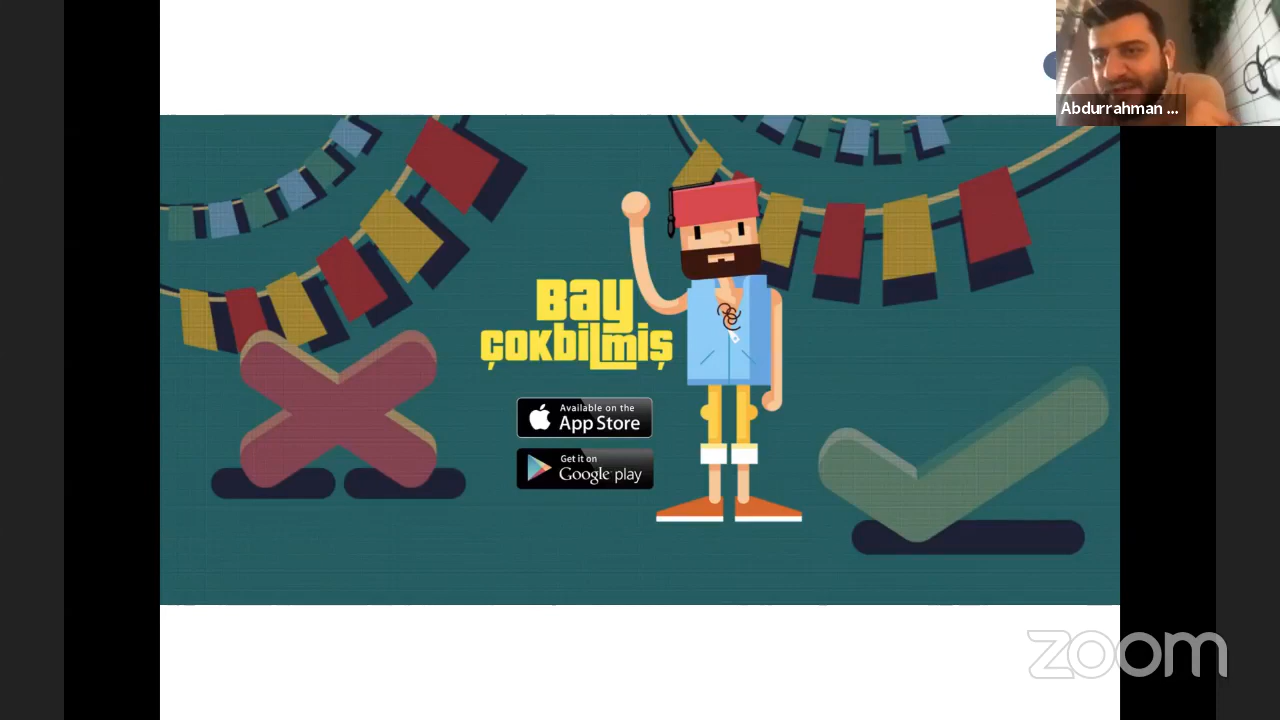 Abdurrahman ...
Bay
çokbilmiş
Available on the
App Store
Get it on
Google play
zoom